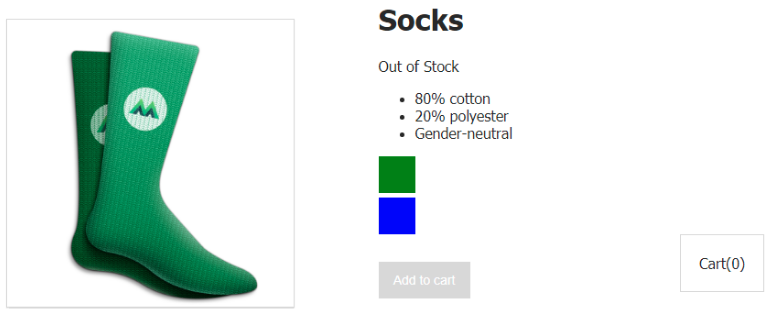 Socks
Out of Stock
80% cotton
20% polyester
Gender-neutral
Add to cart
Cart(0)